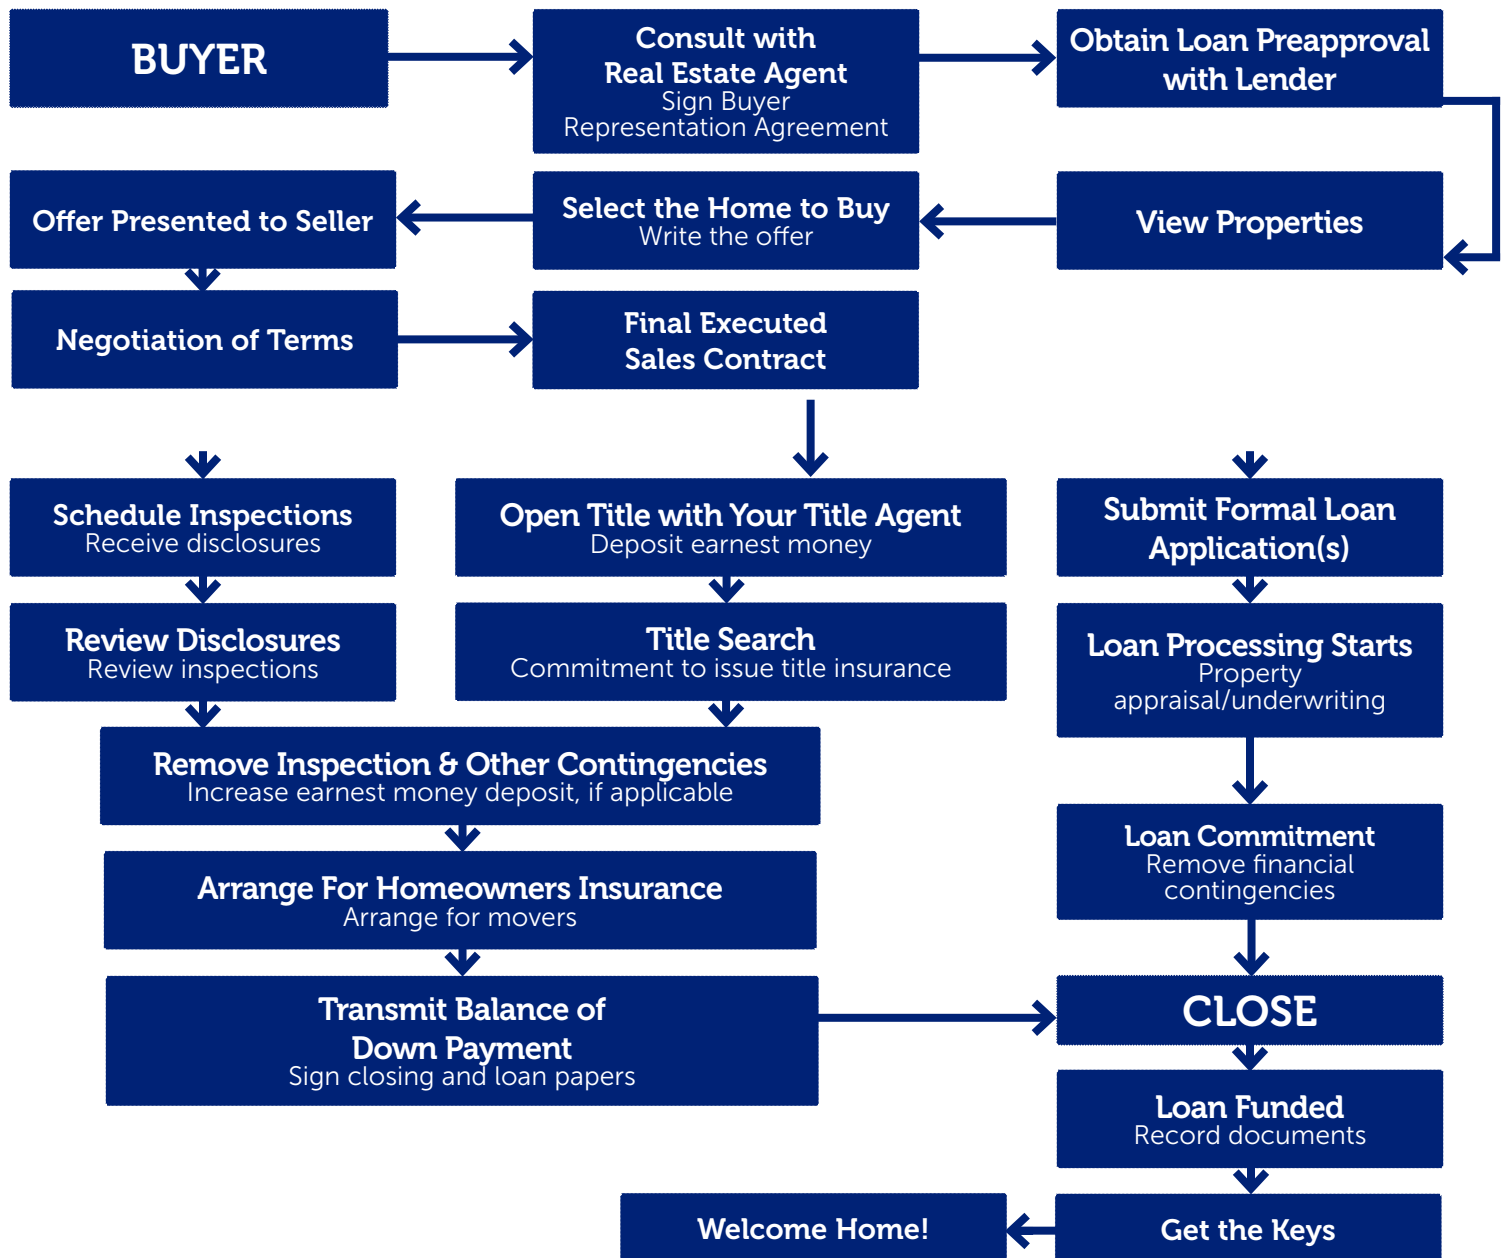 BUYER
Consult with
Real Estate Agent
Sign Buyer
Representation Agreement
Obtain Loan Preapproval
with Lender
Offer Presented to Seller
Select the Home to Buy
Write the offer
View Properties
Negotiation of Terms
Final Executed
Sales Contract
Schedule Inspections
Receive disclosures
Open Title with Your Title Agent
Deposit earnest money
Submit Formal Loan
Application(s)
Review Disclosures
Review inspections
Title Search
Commitment to issue title insurance
Loan Processing Starts
Property
appraisal/underwriting
Remove Inspection & Other Contingencies
Increase earnest money deposit, if applicable
Loan Commitment
Remove financial
contingencies
Arrange For Homeowners Insurance
Arrange for movers
Transmit Balance of
Down Payment
Sign closing and loan papers
CLOSE
Loan Funded
Record documents
Welcome Home!
Get the Keys